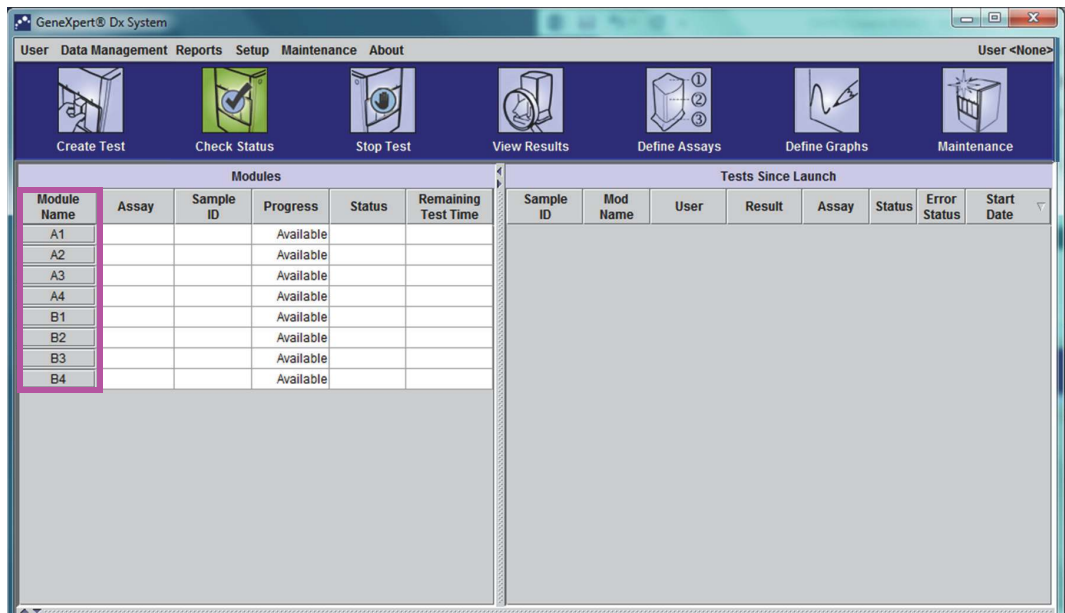 GeneXpert® Dx System
User Data Management Reports Setup Maintenance About User <None>
Create Test Check Status Stop Test View Results Define Assays Define Graphs Maintenance
① ② ③
Modules
Module Name Assay Sample ID Progress Status Remaining Test Time
A1 Available
A2 Available
A3 Available
A4 Available
B1 Available
B2 Available
B3 Available
B4 Available
Tests Since Launch
Sample ID Mod Name User Result Assay Status Error Status Start Date